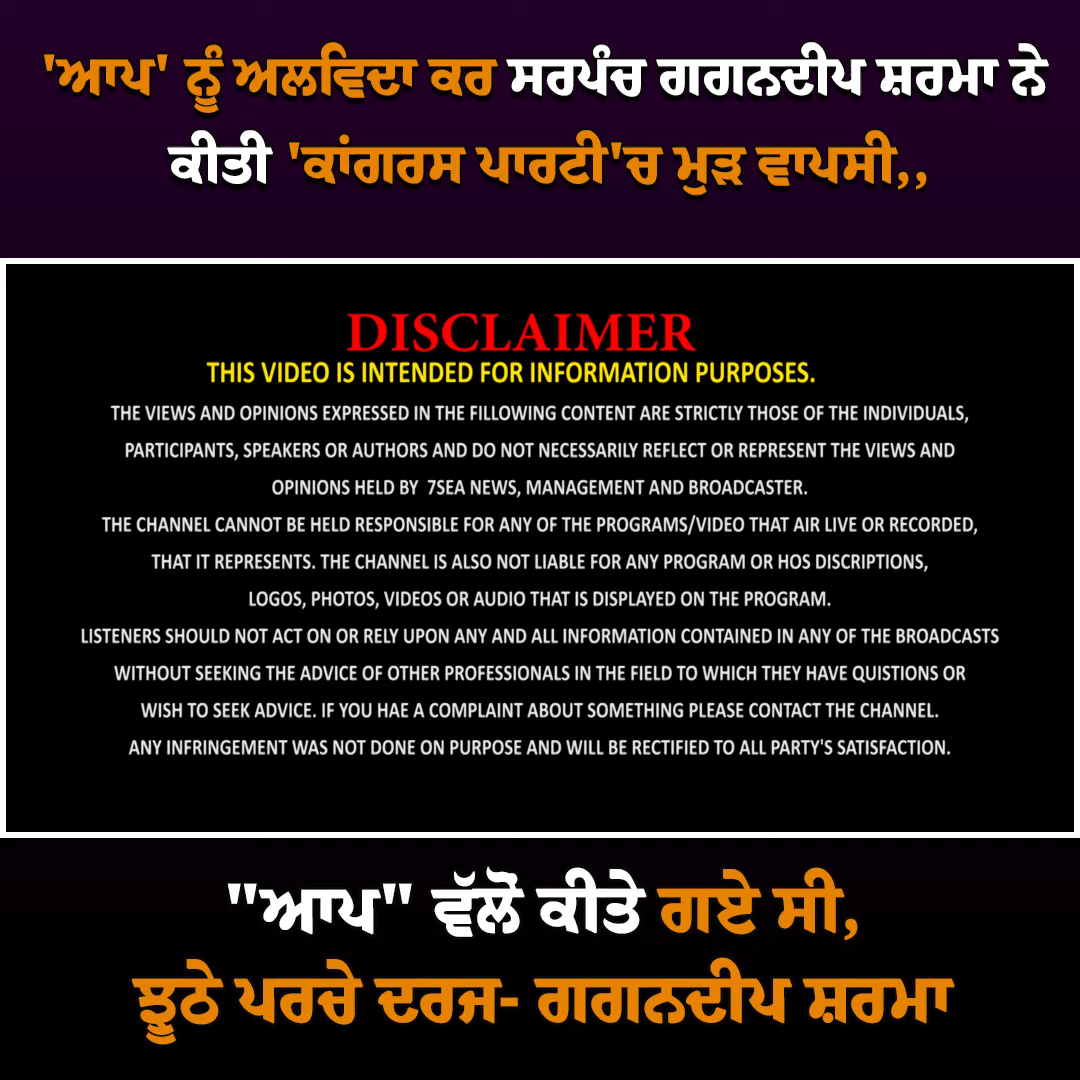 'ਆਪ' ਨੂੰ ਅਲਵਿਦਾ ਕਰ ਸਰਪੰਚ ਗਗਨਦੀਪ ਸ਼ਰਮਾ ਨੇ
ਕੀਤੀ 'ਕਾਂਗਰਸ ਪਾਰਟੀ'ਚ ਮੁੜ ਵਾਪਸੀ,,
DISCLAIMER
THIS VIDEO IS INTENDED FOR INFORMATION PURPOSES.
THE VIEWS AND OPINIONS EXPRESSED IN THE FILLOWING CONTENT ARE STRICTLY THOSE OF THE INDIVIDUALS,
PARTICIPANTS, SPEAKERS OR AUTHORS AND DO NOT NECESSARILY REFLECT OR REPRESENT THE VIEWS AND
OPINIONS HELD BY 7SEA NEWS, MANAGEMENT AND BROADCASTER.
THE CHANNEL CANNOT BE HELD RESPONSIBLE FOR ANY OF THE PROGRAMS/VIDEO THAT AIR LIVE OR RECORDED,
THAT IT REPRESENTS. THE CHANNEL IS ALSO NOT LIABLE FOR ANY PROGRAM OR HOS DISCRIPTIONS,
LOGOS, PHOTOS, VIDEOS OR AUDIO THAT IS DISPLAYED ON THE PROGRAM.
LISTENERS SHOULD NOT ACT ON OR RELY UPON ANY AND ALL INFORMATION CONTAINED IN ANY OF THE BROADCASTS
WITHOUT SEEKING THE ADVICE OF OTHER PROFESSIONALS IN THE FIELD TO WHICH THEY HAVE QUISTIONS OR
WISH TO SEEK ADVICE. IF YOU HAE A COMPLAINT ABOUT SOMETHING PLEASE CONTACT THE CHANNEL.
ANY INFRINGEMENT WAS NOT DONE ON PURPOSE AND WILL BE RECTIFIED TO ALL PARTY'S SATISFACTION.
"ਆਪ" ਵੱਲੋਂ ਕੀਤੇ ਗਏ ਸੀ,
ਝੂਠੇ ਪਰਚੇ ਦਰਜ- ਗਗਨਦੀਪ ਸ਼ਰਮਾ